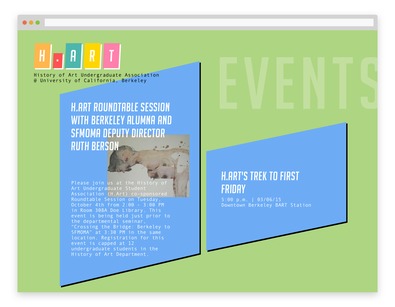 H.ART
History of Art Undergraduate Association
@ University of California, Berkeley
EVENTS
H.ART ROUNDTABLE SESSION
WITH BERKELEY ALUMNA AND
SFMOMA DEPUTY DIRECTOR
RUTH BERSON
Please join us at the History of
Art Undergraduate Student
Association (H.Art) co-sponsored
Roundtable Session on Tuesday,
October 6th from 2:00 - 3:00 PM
in Room 308A Doe Library. This
event is being held just prior to
the departmental seminar,
"Crossing the Bridge: Berkeley to
SFMOMA" at 3:30 PM in the same
location. Registration for this
event is capped at 12
undergraduate students in the
History of Art Department.
H.ART'S TREK TO FIRST
FRIDAY
5:00 p.m. | 03/06/15
Downtown Berkeley BART Station